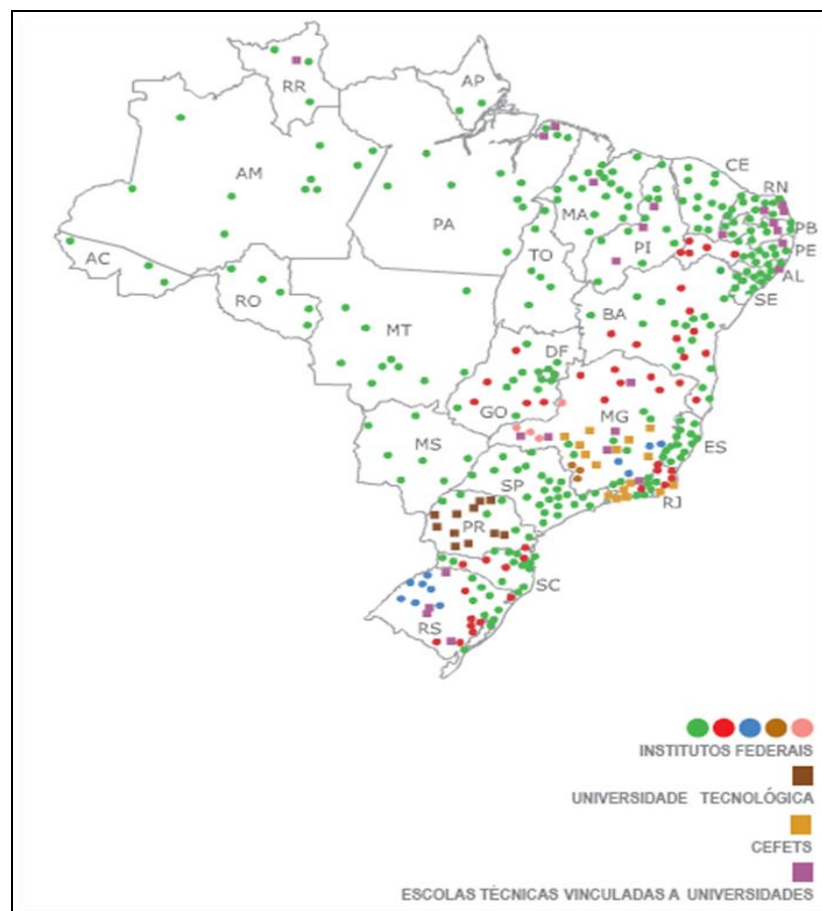 RR
AP
AM
PA
CE
RN
MA
PB
PI
PE
TO
AC
AL
RO
SE
BA
MT
DF
GO
MG
MS
ES
SP
RJ
PR
SC
RS
INSTITUTOS FEDERAIS
UNIVERSIDADE TECNOLÓGICA
CEFETS
ESCOLAS TÉCNICAS VINCULADAS A UNIVERSIDADES